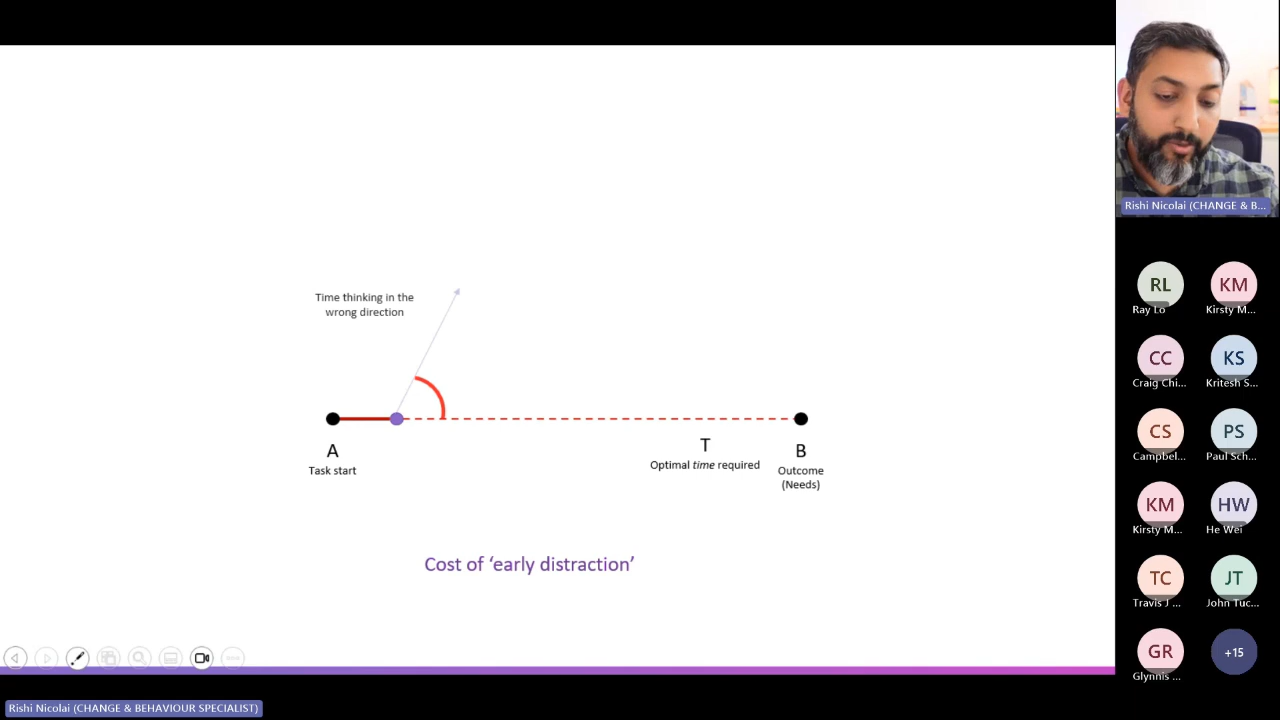 Time thinking in the
wrong direction
A
Task start
T
Optimal time required
B
Outcome
(Needs)
Cost of ‘early distraction’
Rishi Nicolai (CHANGE & B...
RL
Ray Lo
KM
Kirsty M...
CC
Craig Chi...
KS
Kritesh S...
CS
Campbel...
PS
Paul Sch...
KM
Kirsty M...
HW
He Wei
TC
Travis J ...
JT
John Tuc...
GR
Glynnis ...
+15
Rishi Nicolai (CHANGE & BEHAVIOUR SPECIALIST)